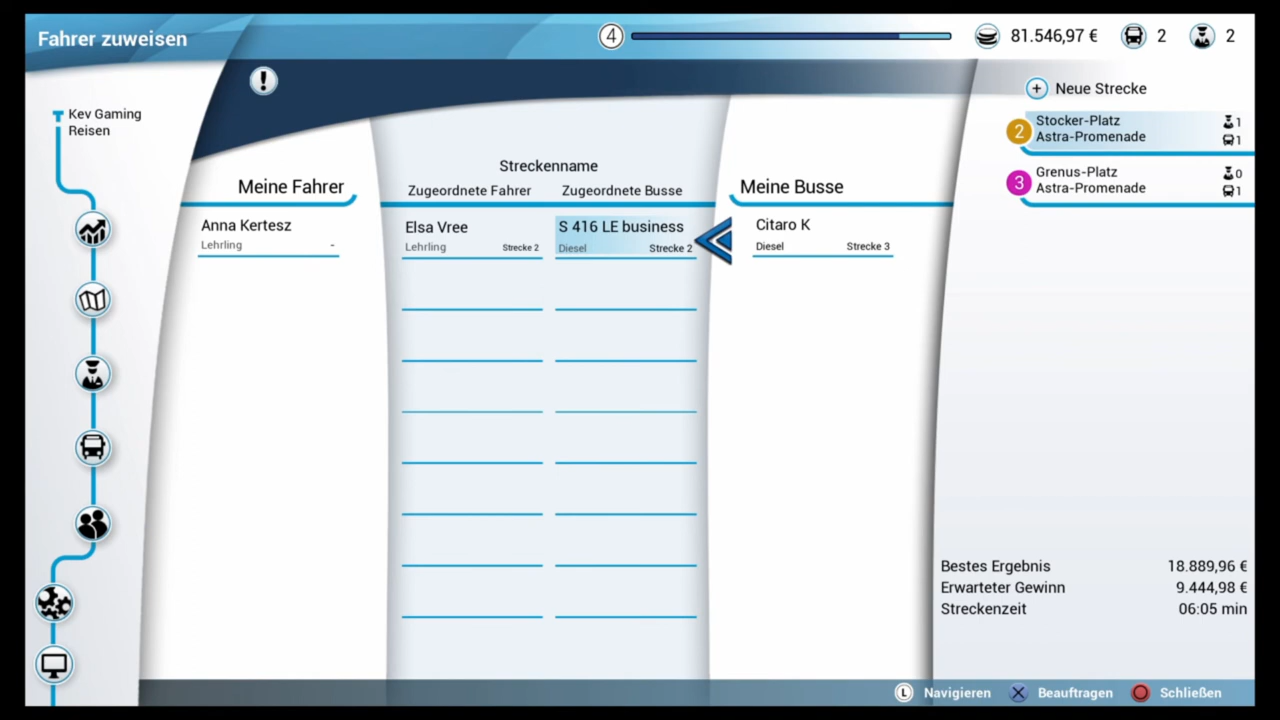 Fahrer zuweisen
4
81.546,97 €
2
2
!
Kev Gaming
Reisen
Neue Strecke
2
Stocker-Platz
Astra-Promenade
1
1
3
Grenus-Platz
Astra-Promenade
0
1
Meine Fahrer
Anna Kertesz
Lehrling -
Streckenname
Zugeordnete Fahrer Zugeordnete Busse
Elsa Vree
Lehrling Strecke 2
S 416 LE business
Diesel Strecke 2
Meine Busse
Citaro K
Diesel Strecke 3
Bestes Ergebnis 18.889,96 €
Erwarteter Gewinn 9.444,98 €
Streckenzeit 06:05 min
L Navigieren Beauftragen Schließen